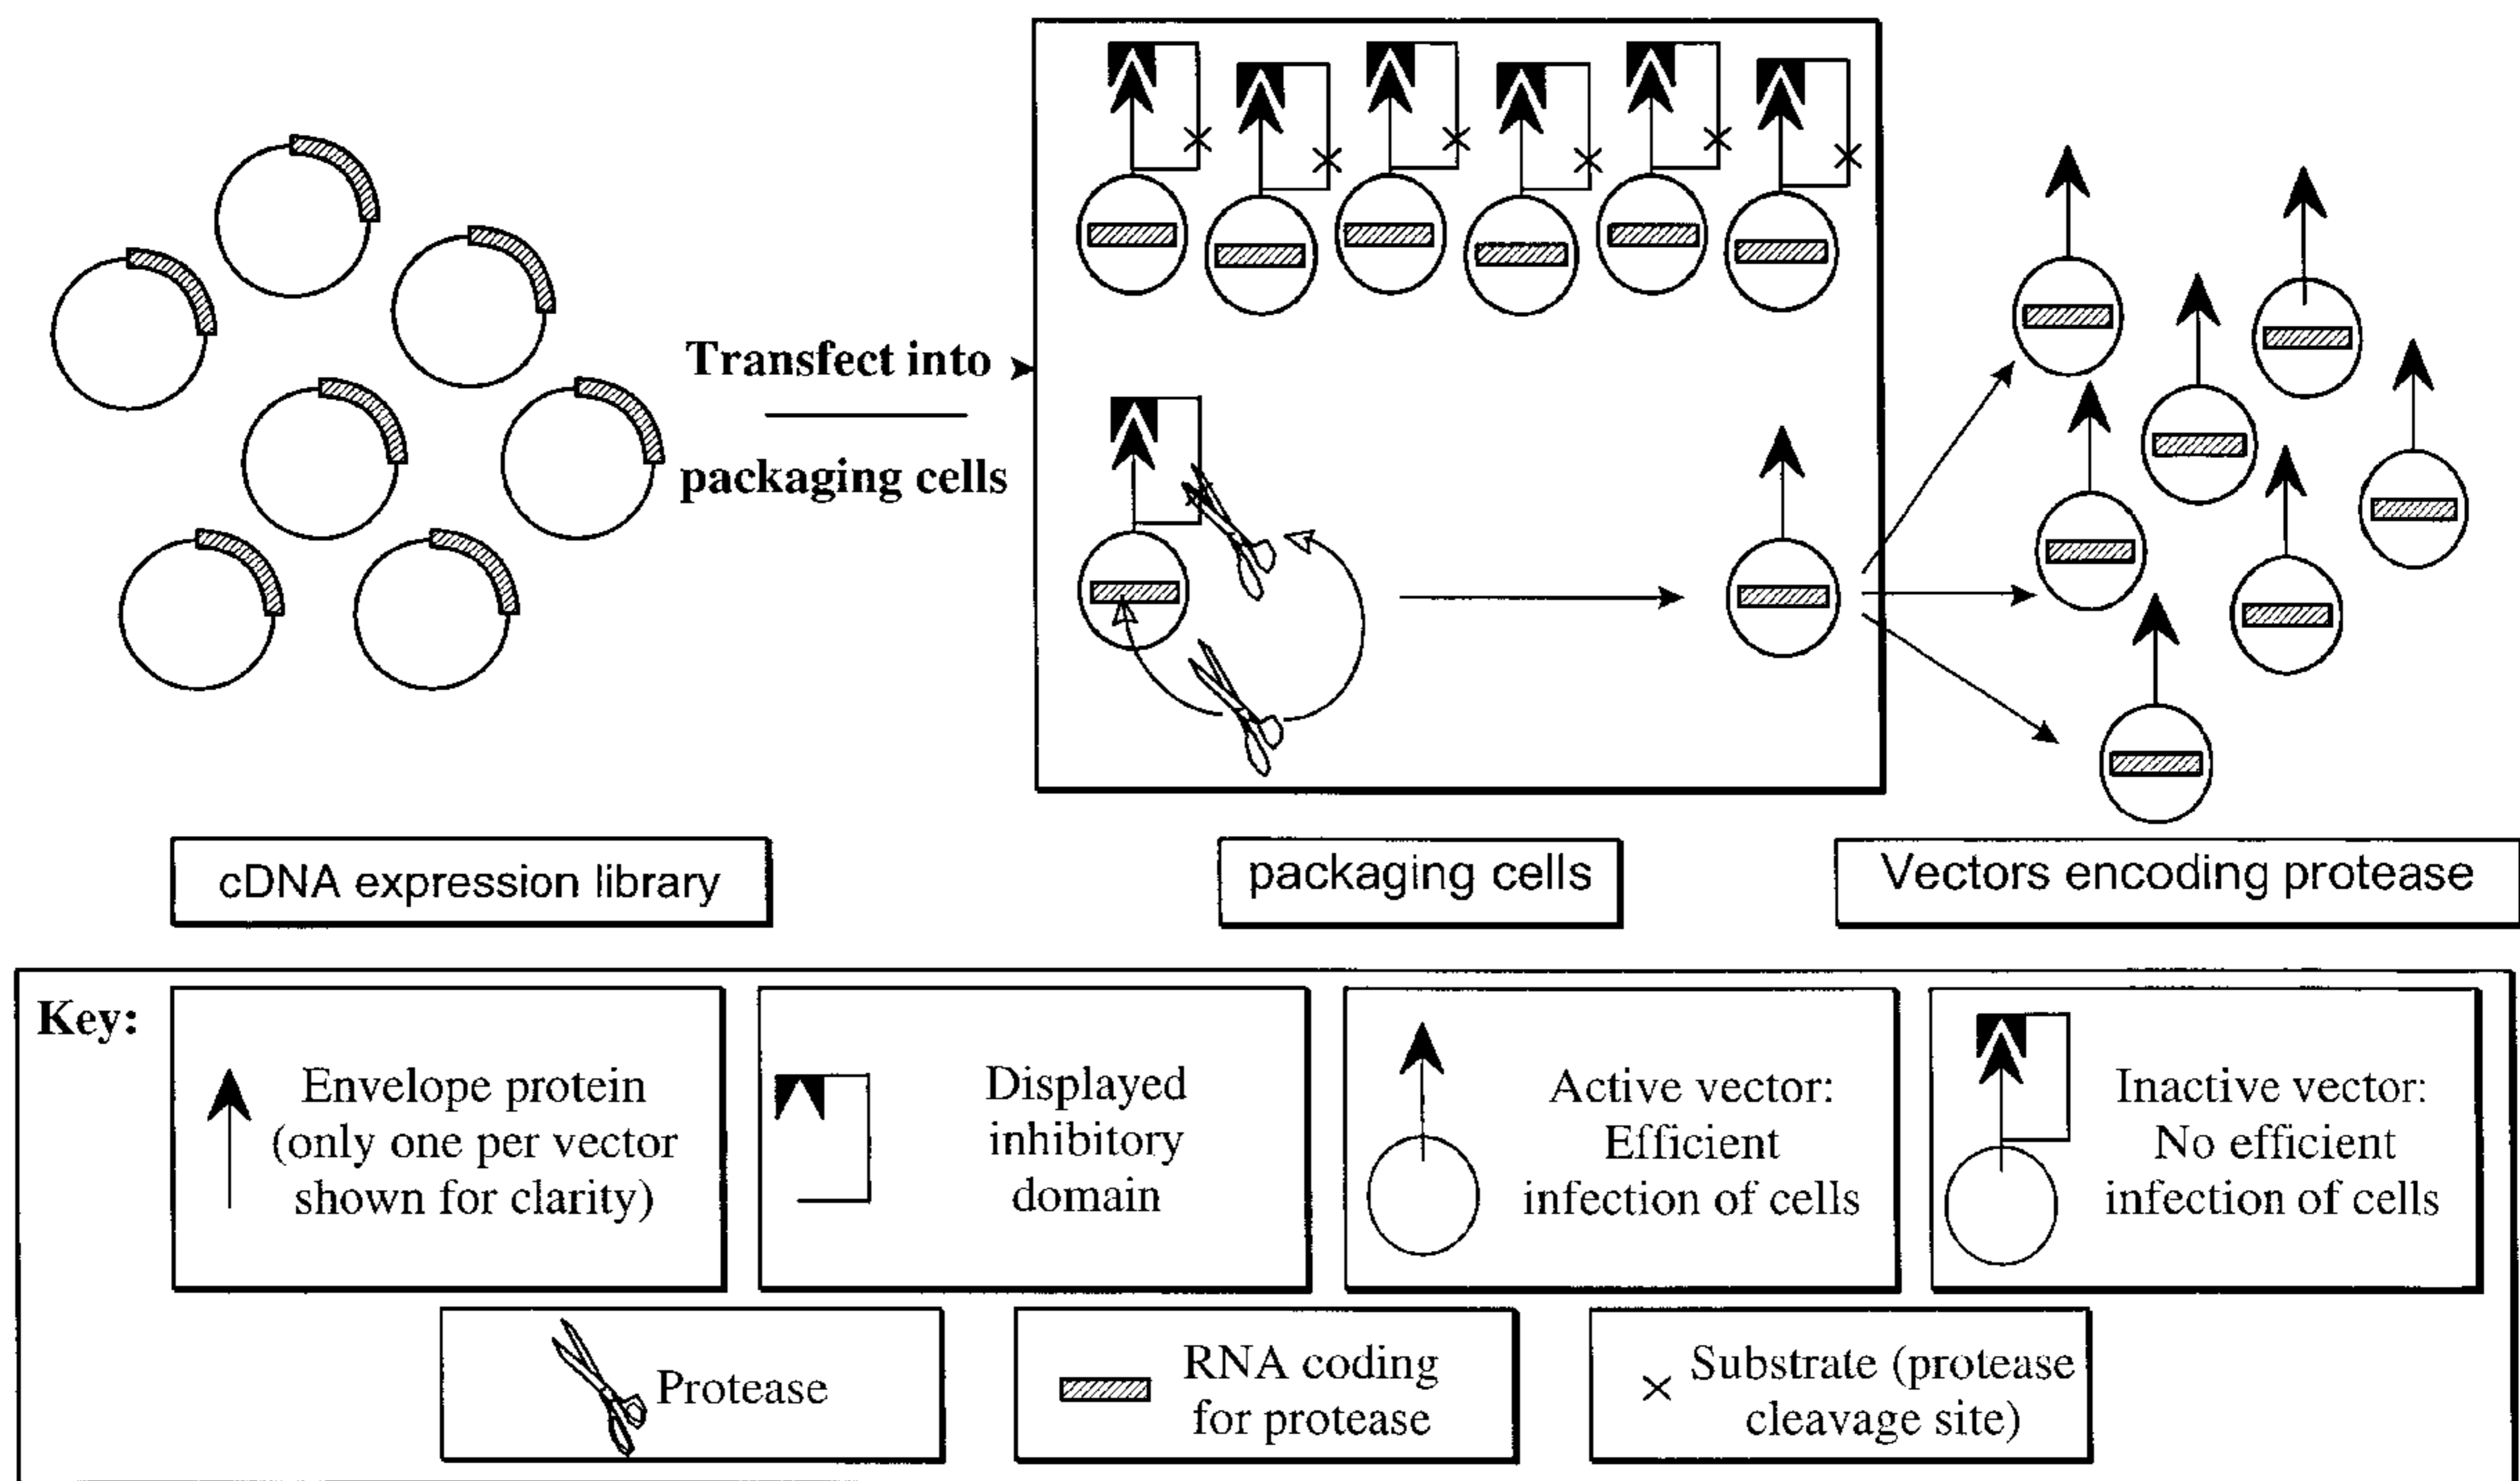 Transfect into
packaging cells
cDNA expression library
packaging cells
Vectors encoding protease
Key:
Envelope protein
(only one per vector
shown for clarity)
Displayed
inhibitory
domain
Active vector:
Efficient
infection of cells
Inactive vector:
No efficient
infection of cells
Protease
RNA coding
for protease
Substrate (protease
cleavage site)